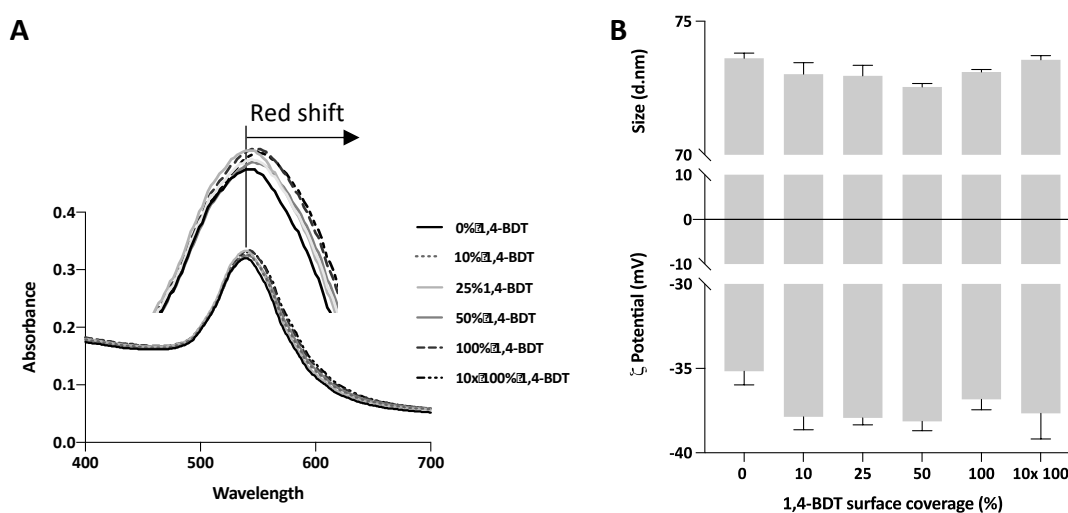 A
Red shift
0.4
0.3
0.2
0.1
0.0
Absorbance
400
500
600
700
Wavelength
0% 1,4-BDT
10% 1,4-BDT
25%1,4-BDT
50% 1,4-BDT
100% 1,4-BDT
10x 100% 1,4-BDT
B
75
70
10
0
-10
-30
-35
-40
Size (d.nm)
ζ Potential (mV)
0
10
25
50
100
10x 100
1,4-BDT surface coverage (%)